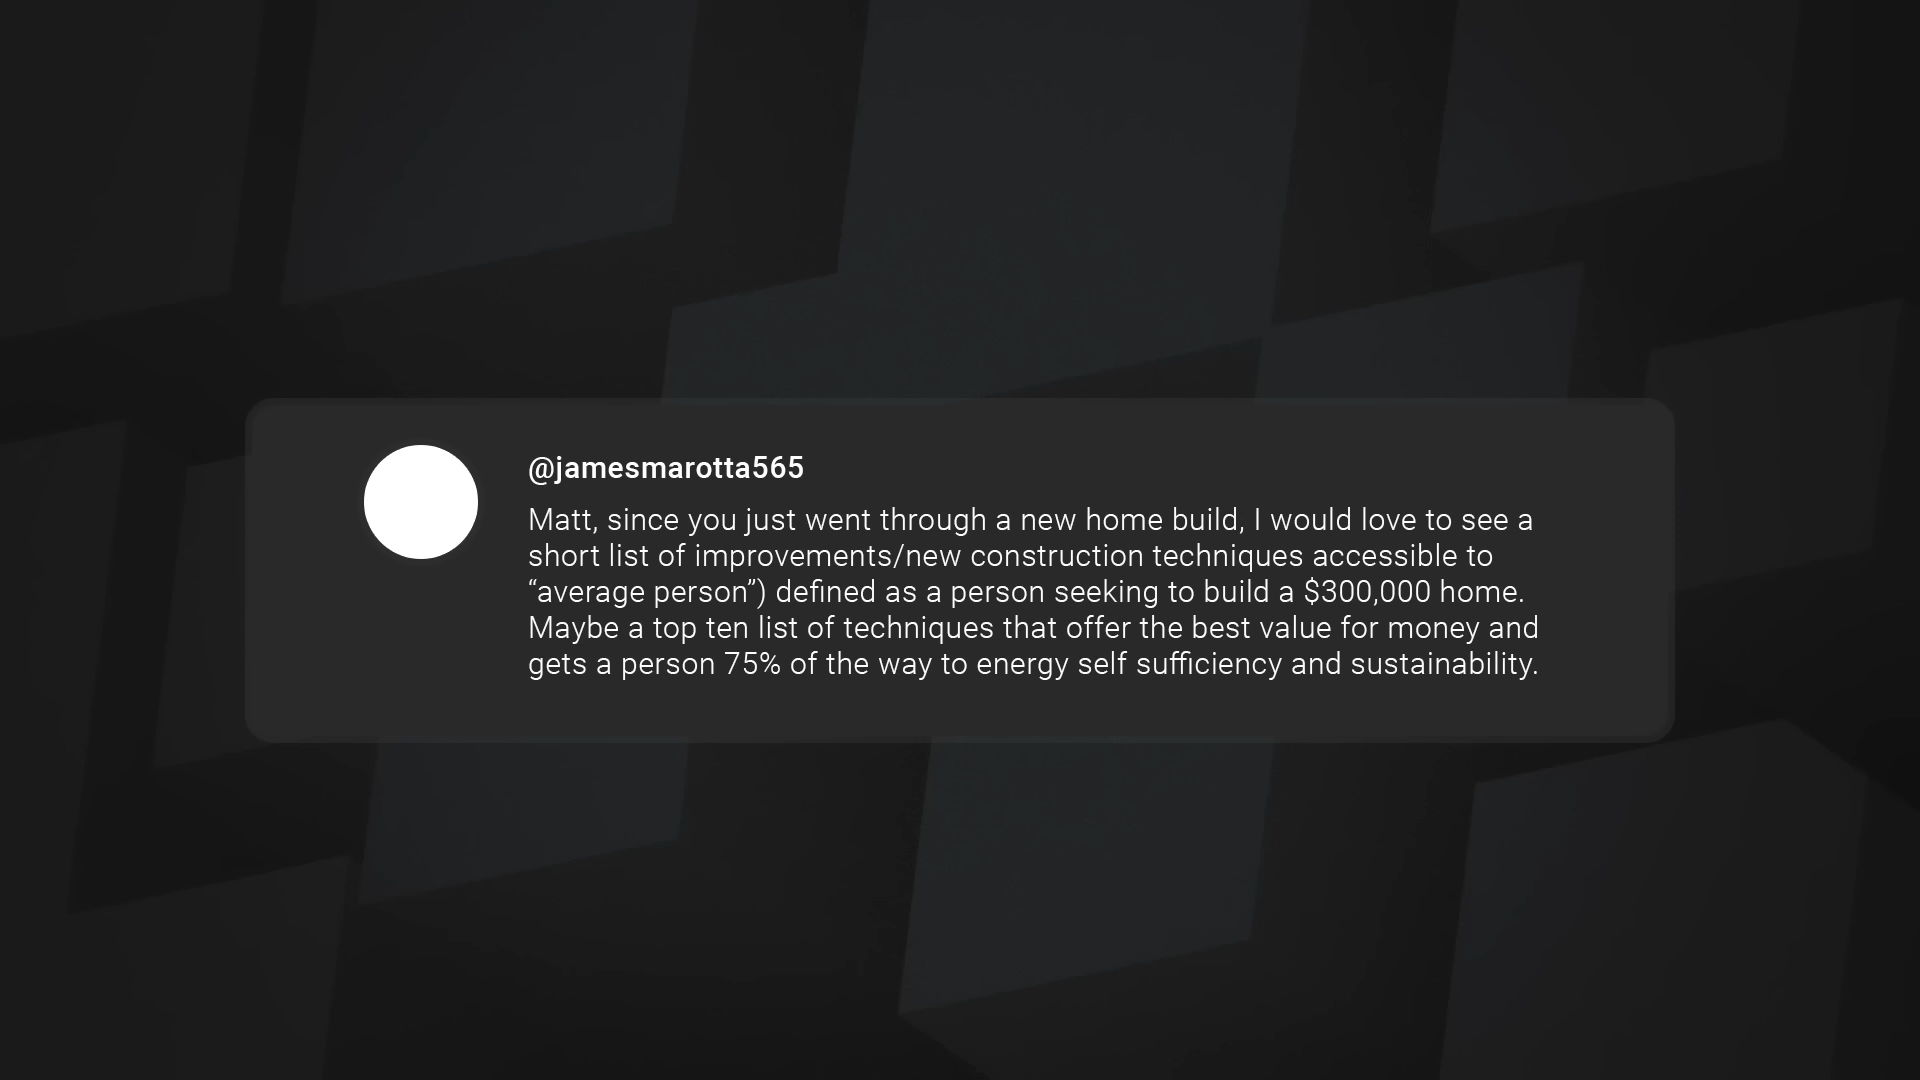 @jamesmarotta565
Matt, since you just went through a new home build, I would love to see a
short list of improvements/new construction techniques accessible to
“average person”) defined as a person seeking to build a $300,000 home.
Maybe a top ten list of techniques that offer the best value for money and
gets a person 75% of the way to energy self sufficiency and sustainability.